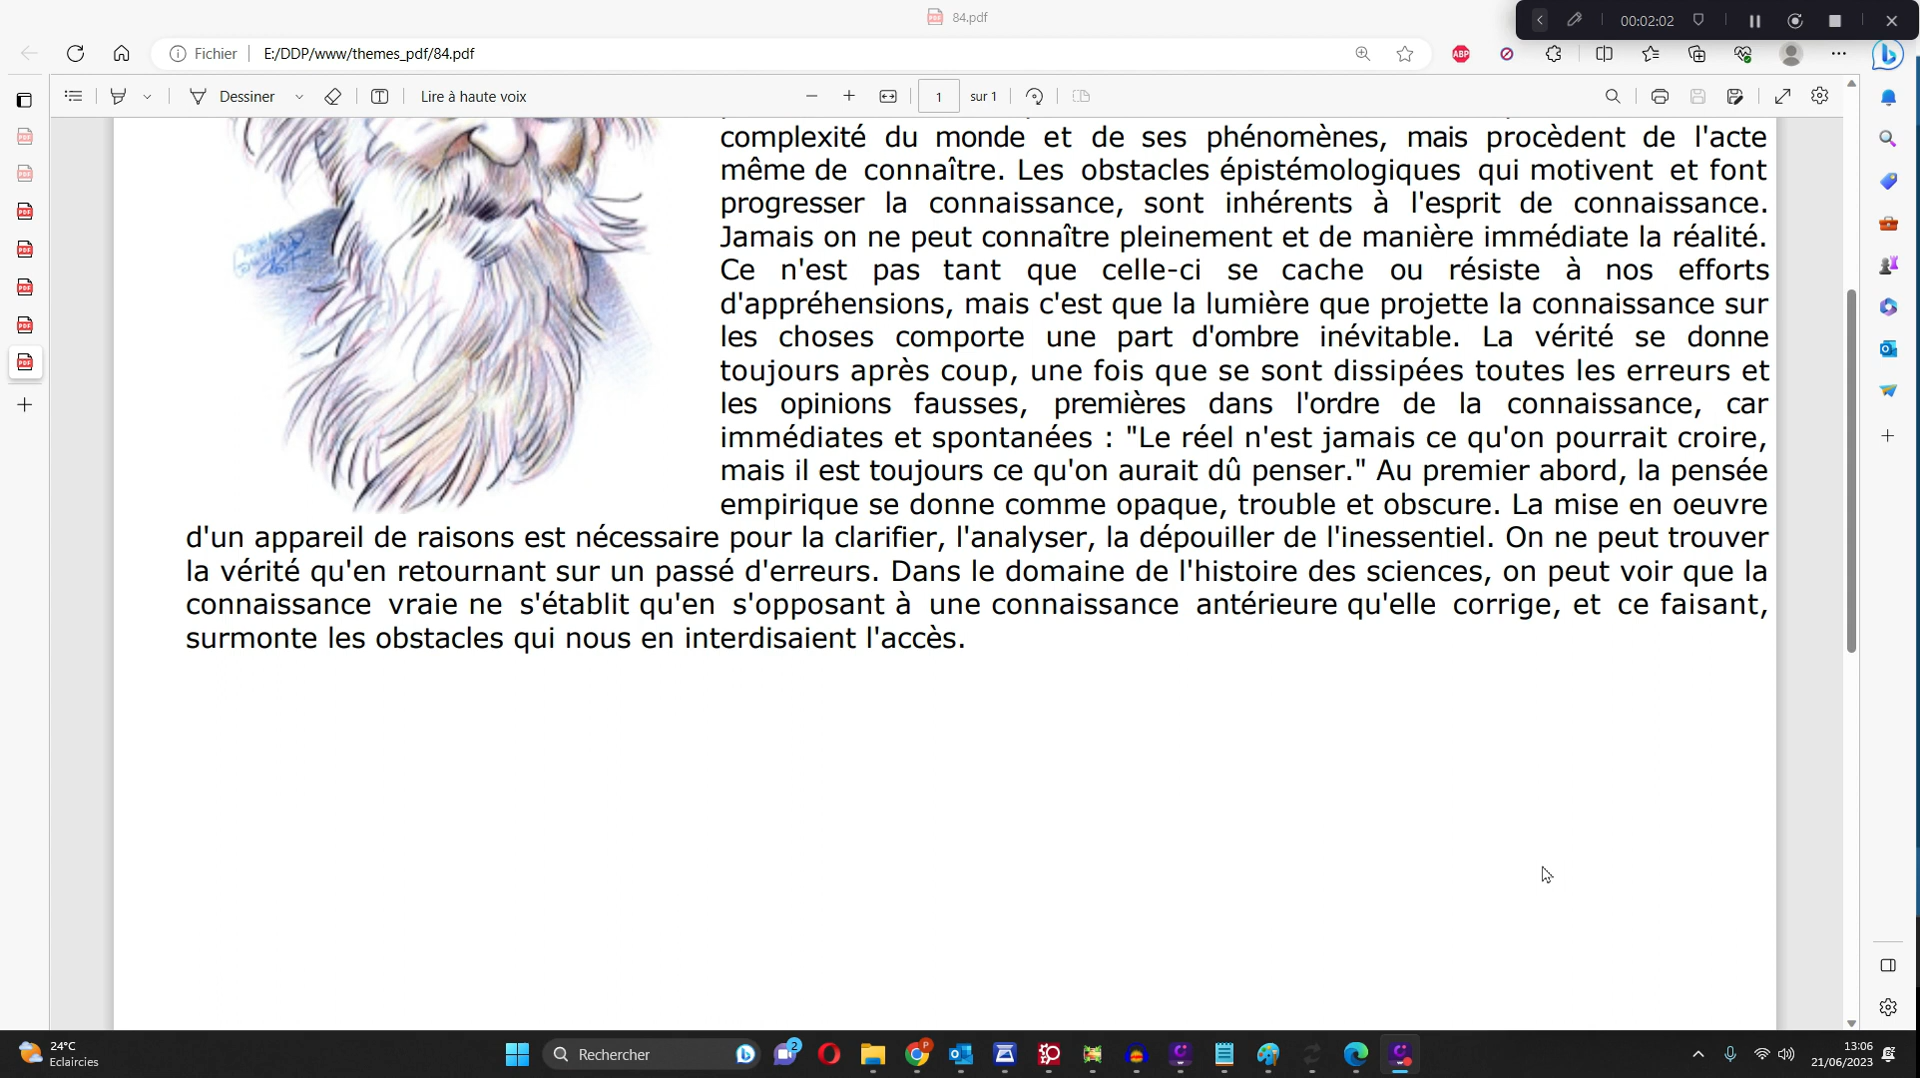 84.pdf
00:02:02
Fichier
E:/DDP/www/themes_pdf/84.pdf
ABP
Dessiner
Lire à haute voix
1 sur 1
complexité du monde et de ses phénomènes, mais procèdent de l'acte
même de connaître. Les obstacles épistémologiques qui motivent et font
progresser la connaissance, sont inhérents à l'esprit de connaissance.
Jamais on ne peut connaître pleinement et de manière immédiate la réalité.
Ce n'est pas tant que celle-ci se cache ou résiste à nos efforts
d'appréhensions, mais c'est que la lumière que projette la connaissance sur
les choses comporte une part d'ombre inévitable. La vérité se donne
toujours après coup, une fois que se sont dissipées toutes les erreurs et
les opinions fausses, premières dans l'ordre de la connaissance, car
immédiates et spontanées : "Le réel n'est jamais ce qu'on pourrait croire,
mais il est toujours ce qu'on aurait dû penser." Au premier abord, la pensée
empirique se donne comme opaque, trouble et obscure. La mise en oeuvre
d'un appareil de raisons est nécessaire pour la clarifier, l'analyser, la dépouiller de l'inessentiel. On ne peut trouver
la vérité qu'en retournant sur un passé d'erreurs. Dans le domaine de l'histoire des sciences, on peut voir que la
connaissance vraie ne s'établit qu'en s'opposant à une connaissance antérieure qu'elle corrige, et ce faisant,
surmonte les obstacles qui nous en interdisaient l'accès.
24°C
Eclaircies
Rechercher
2
P
13:06
21/06/2023